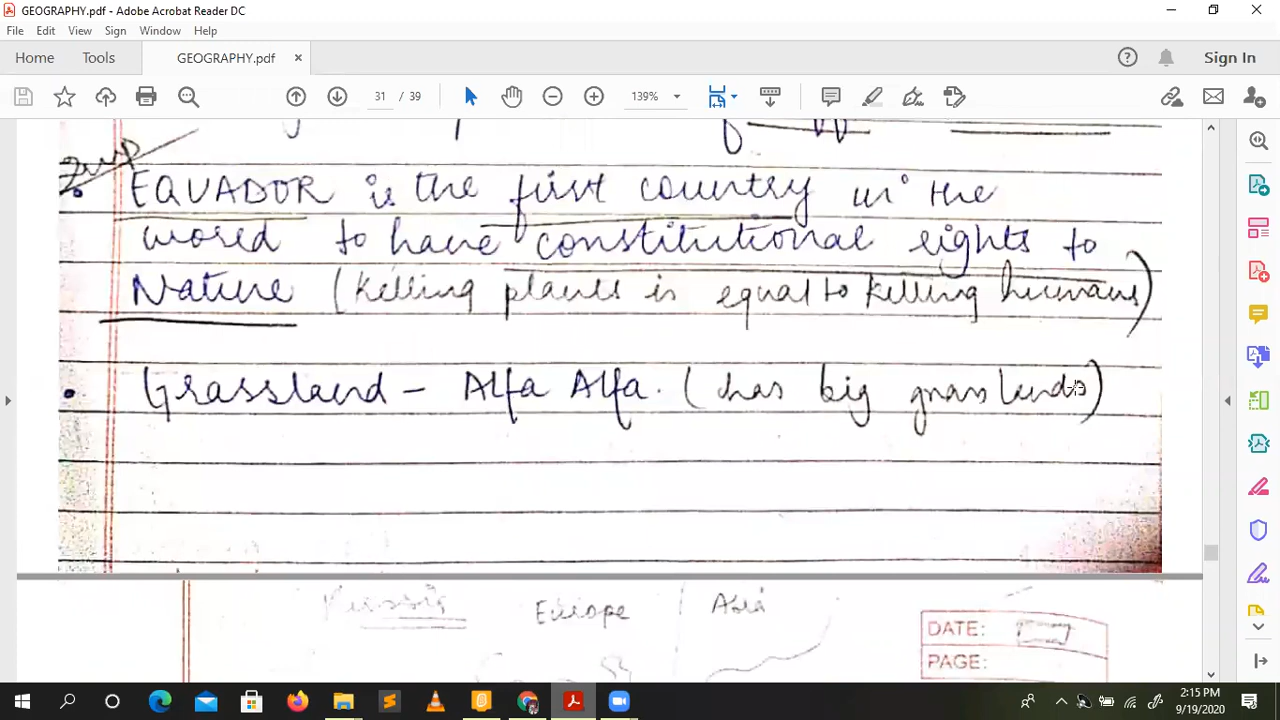 GEOGRAPHY.pdf - Adobe Acrobat Reader DC
File Edit View Sign Window Help
Home Tools GEOGRAPHY.pdf × Sign In
31 / 39 139%
EQUADOR is the first country in the
world to have constitutional rights to
Nature (killing plants is equal to killing humans)
• Grassland - Alfa Alfa. (has big grasslands)
Russia Europe Asia
DATE:
PAGE:
2:15 PM
9/19/2020